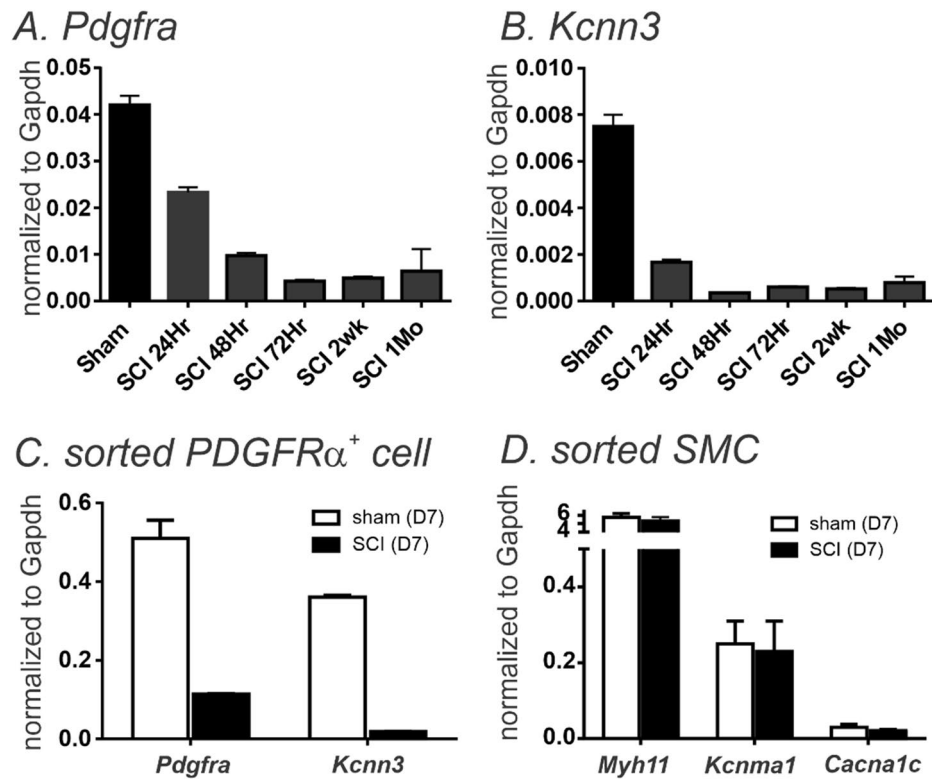 A. Pdgfra
normalized to Gapdh
0.05
0.04
0.03
0.02
0.01
0.00
Sham
SCI 24Hr
SCI 48Hr
SCI 72Hr
SCI 2wk
SCI 1Mo
B. Kcnn3
normalized to Gapdh
0.010
0.008
0.006
0.004
0.002
0.000
Sham
SCI 24Hr
SCI 48Hr
SCI 72Hr
SCI 2wk
SCI 1Mo
C. sorted PDGFRα⁺ cell
normalized to Gapdh
0.6
0.4
0.2
0.0
sham (D7)
SCI (D7)
Pdgfra
Kcnn3
D. sorted SMC
normalized to Gapdh
6
4
0.4
0.2
0.0
sham (D7)
SCI (D7)
Myh11
Kcnma1
Cacna1c